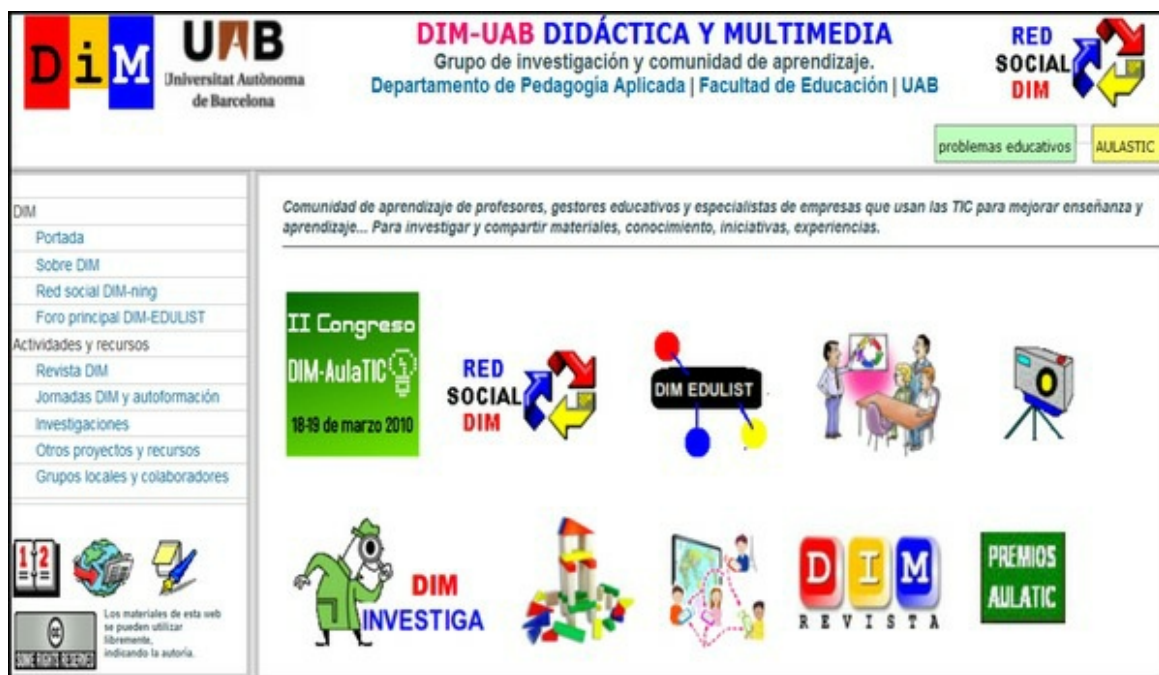 DiM
UAB
Universitat Autònoma
de Barcelona
DIM-UAB DIDÁCTICA Y MULTIMEDIA
Grupo de investigación y comunidad de aprendizaje.
Departamento de Pedagogía Aplicada | Facultad de Educación | UAB
RED
SOCIAL
DIM
problemas educativos
AULASTIC
DIM
Portada
Sobre DIM
Red social DIM-ning
Foro principal DIM-EDULIST
Actividades y recursos
Revista DIM
Jornadas DIM y autoformación
Investigaciones
Otros proyectos y recursos
Grupos locales y colaboradores
1 2
cc
SOME RIGHTS RESERVED
Los materiales de esta web
se pueden utilizar
libremente,
indicando la autoría.
Comunidad de aprendizaje de profesores, gestores educativos y especialistas de empresas que usan las TIC para mejorar enseñanza y
aprendizaje... Para investigar y compartir materiales, conocimiento, iniciativas, experiencias.
II Congreso
DIM-AulaTIC
18-19 de marzo 2010
RED
SOCIAL
DIM
DIM EDULIST
DIM
INVESTIGA
DIM
REVISTA
PREMIOS
AULATIC